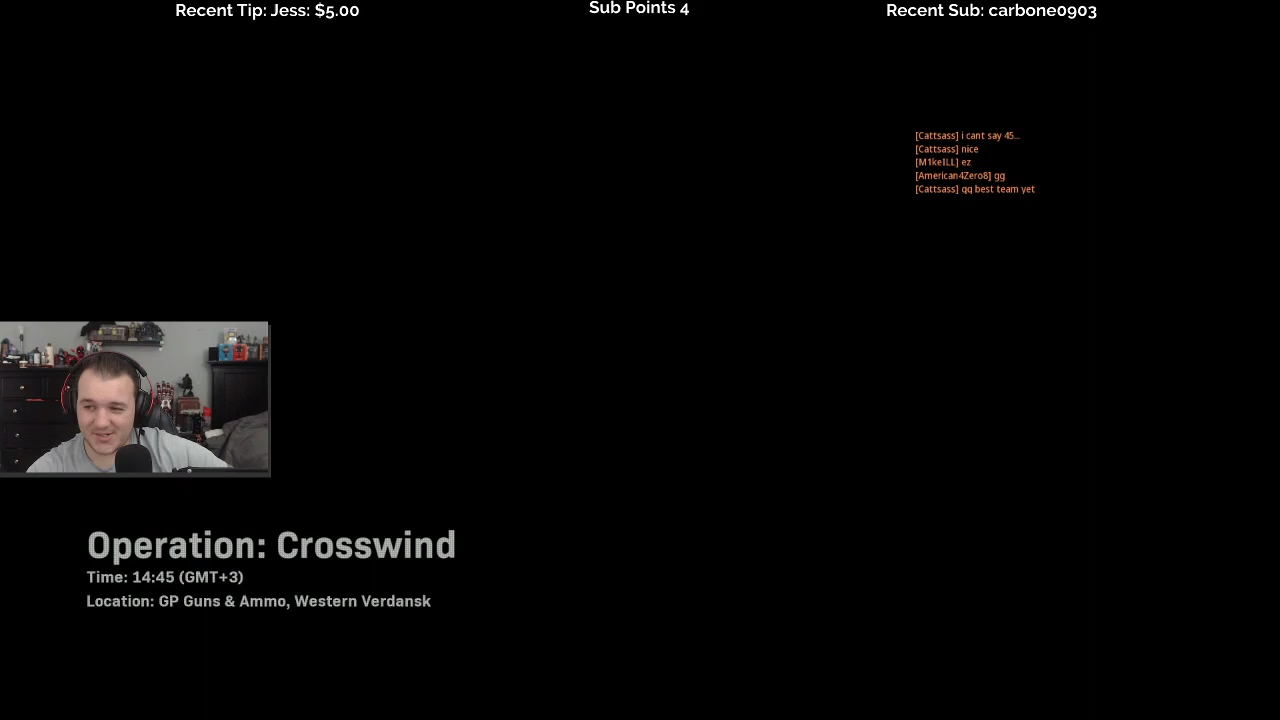 Recent Tip: Jess: $5.00
Sub Points 4
Recent Sub: carbone0903
[Cattsass] i cant say 45...
[Cattsass] nice
[M1keILL] ez
[American4Zero8] gg
[Cattsass] gg best team yet
Operation: Crosswind
Time: 14:45 (GMT+3)
Location: GP Guns & Ammo, Western Verdansk